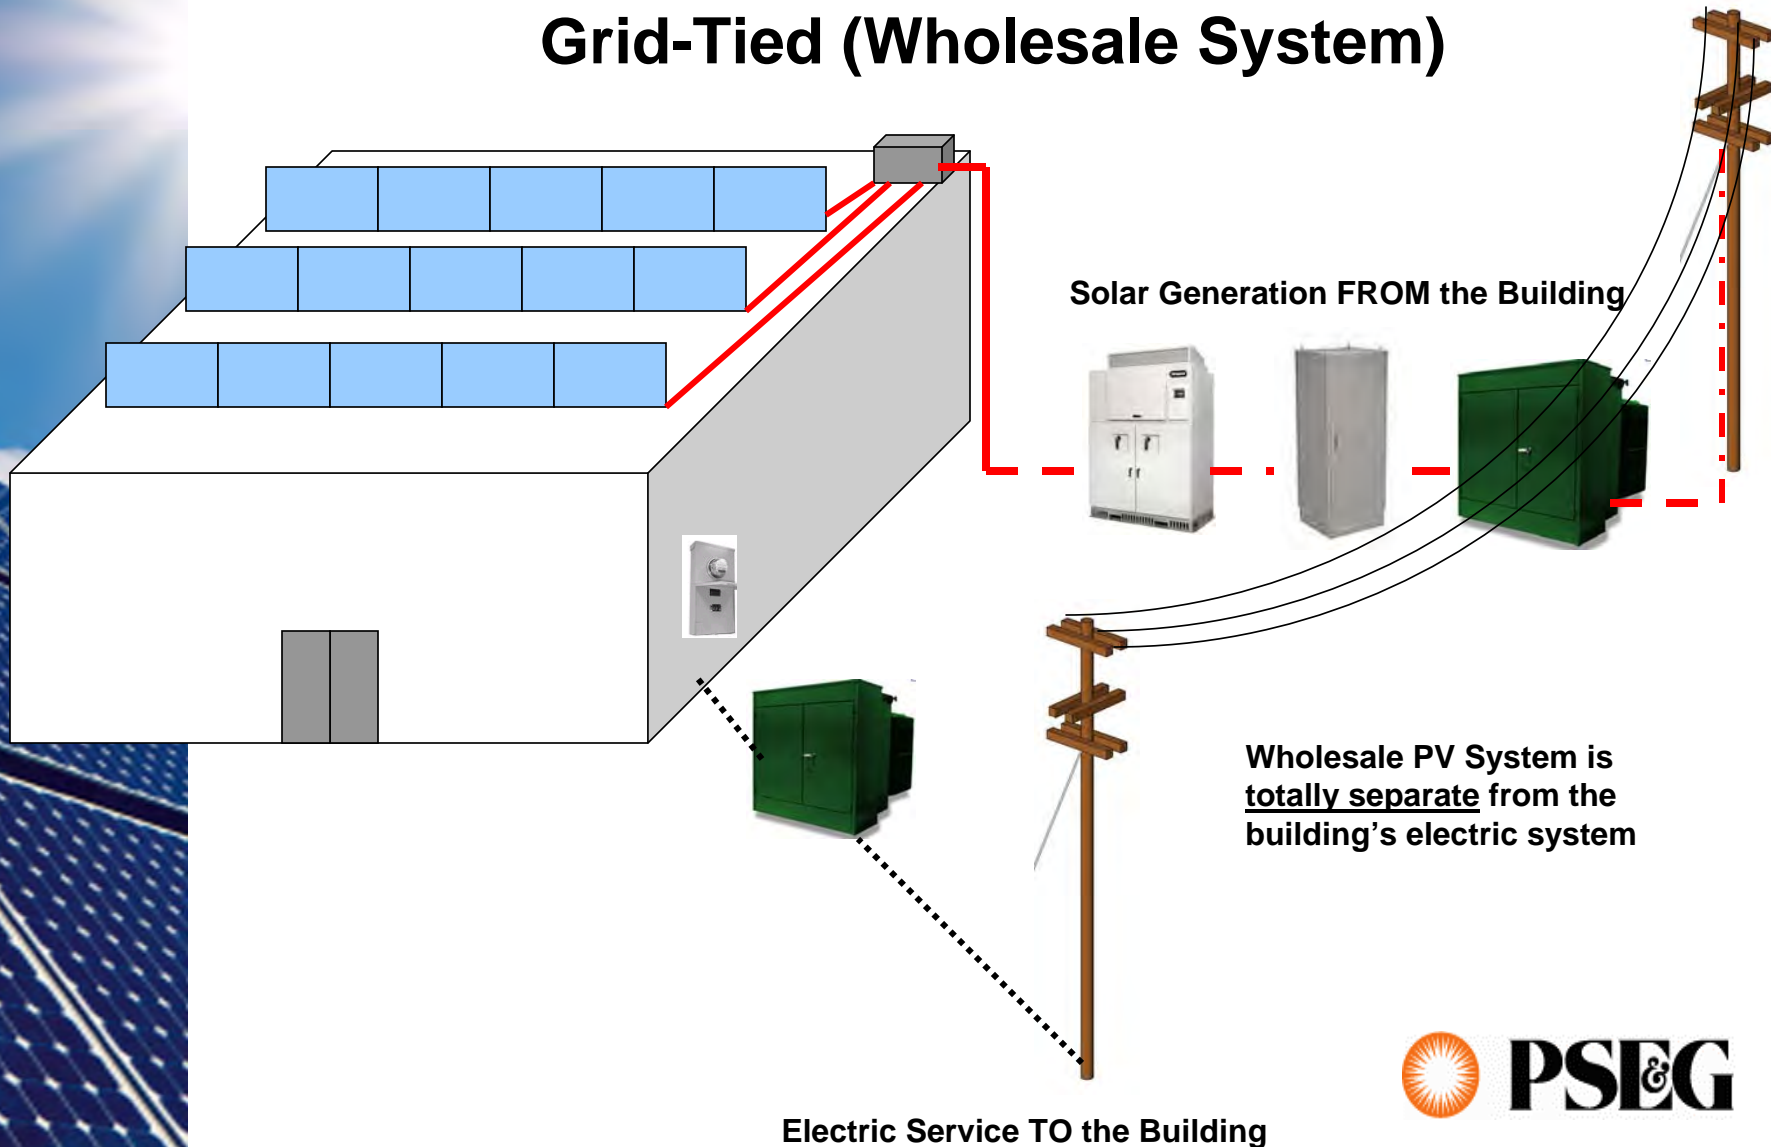 Grid-Tied (Wholesale System)
Solar Generation FROM the Building
Wholesale PV System is
totally separate from the
building’s electric system
PSE&G
Electric Service TO the Building